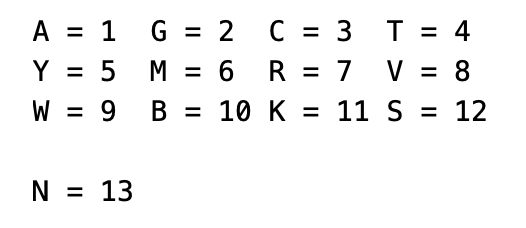 A = 1  G = 2  C = 3  T = 4
Y = 5  M = 6  R = 7  V = 8
W = 9  B = 10 K = 11 S = 12
N = 13